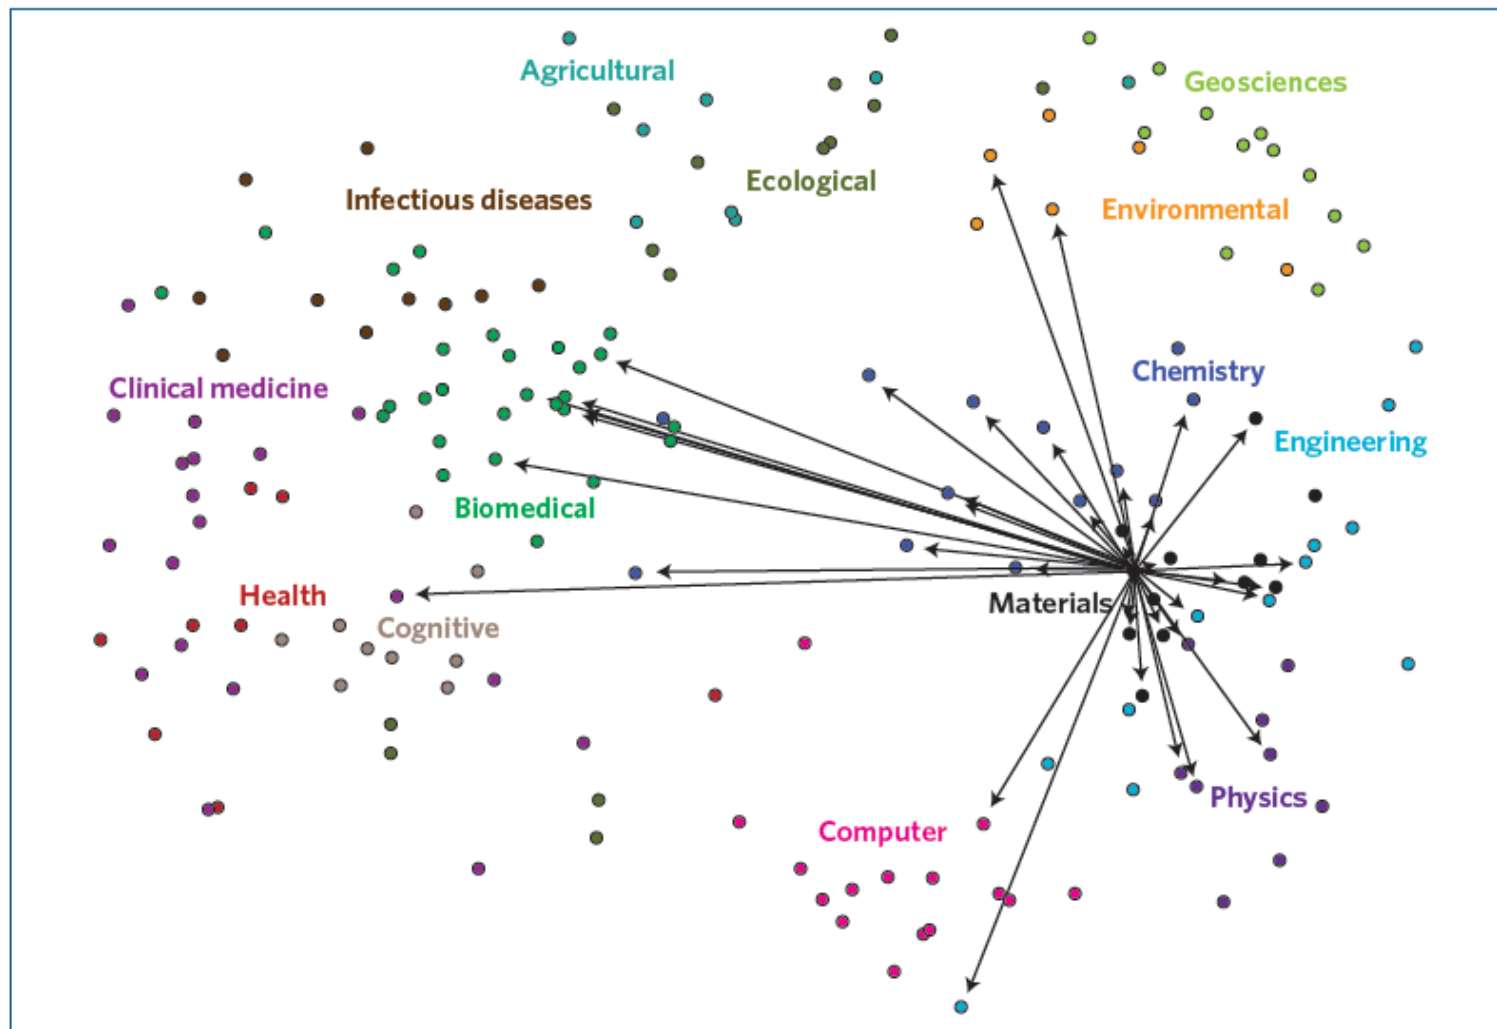 Agricultural
Geosciences
Ecological
Infectious diseases
Environmental
Chemistry
Clinical medicine
Engineering
Biomedical
Health
Materials
Cognitive
Physics
Computer